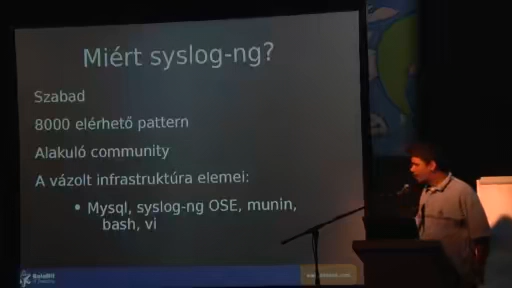 Miért syslog-ng?
Szabad
8000 elérhető pattern
Alakuló community
A vázolt infrastruktúra elemei:
• Mysql, syslog-ng OSE, munin,
bash, vi
BalaBit